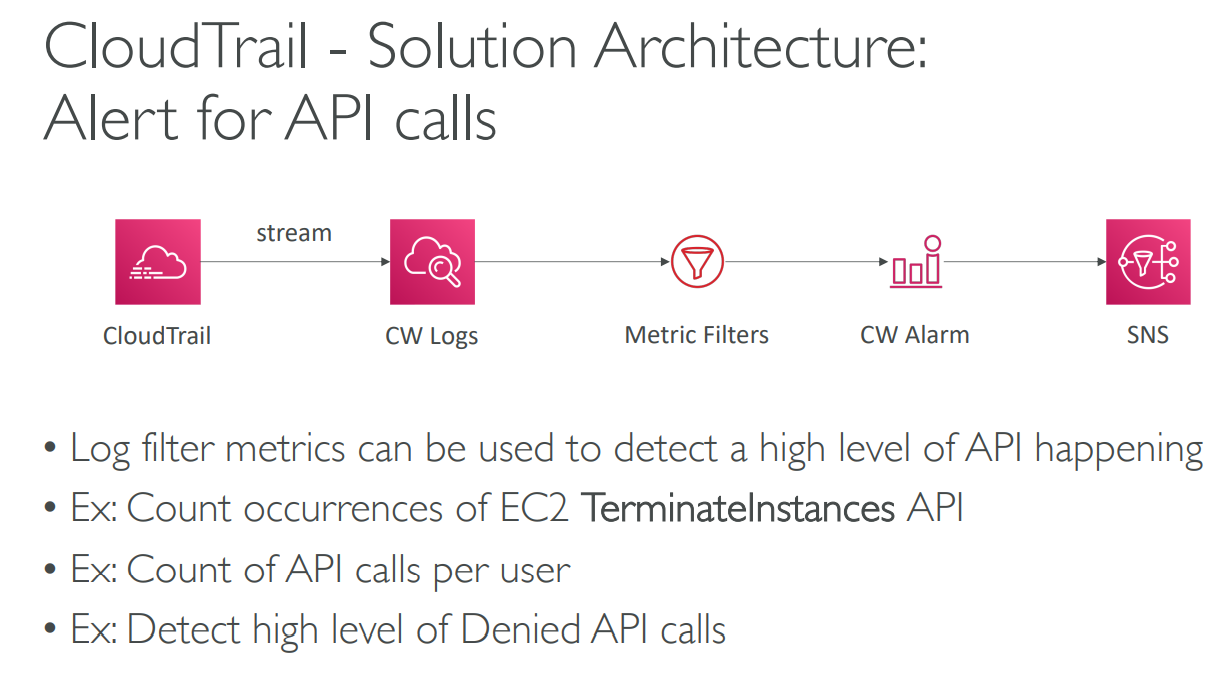 CloudTrail - Solution Architecture:
Alert for API calls
stream
CloudTrail
CW Logs
Metric Filters
CW Alarm
SNS
• Log filter metrics can be used to detect a high level of API happening
• Ex: Count occurrences of EC2 TerminateInstances API
• Ex: Count of API calls per user
• Ex: Detect high level of Denied API calls